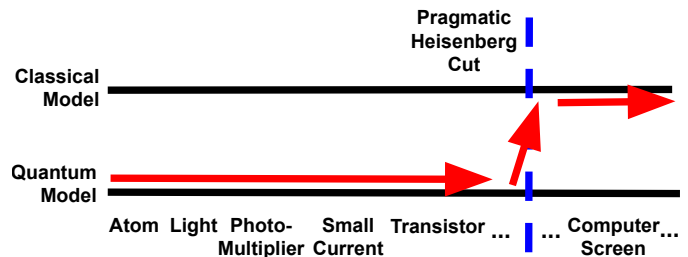 Pragmatic
Heisenberg
Cut
Classical
Model
Quantum
Model
Atom Light Photo- Small Transistor ... ... Computer ...
Multiplier Current Screen